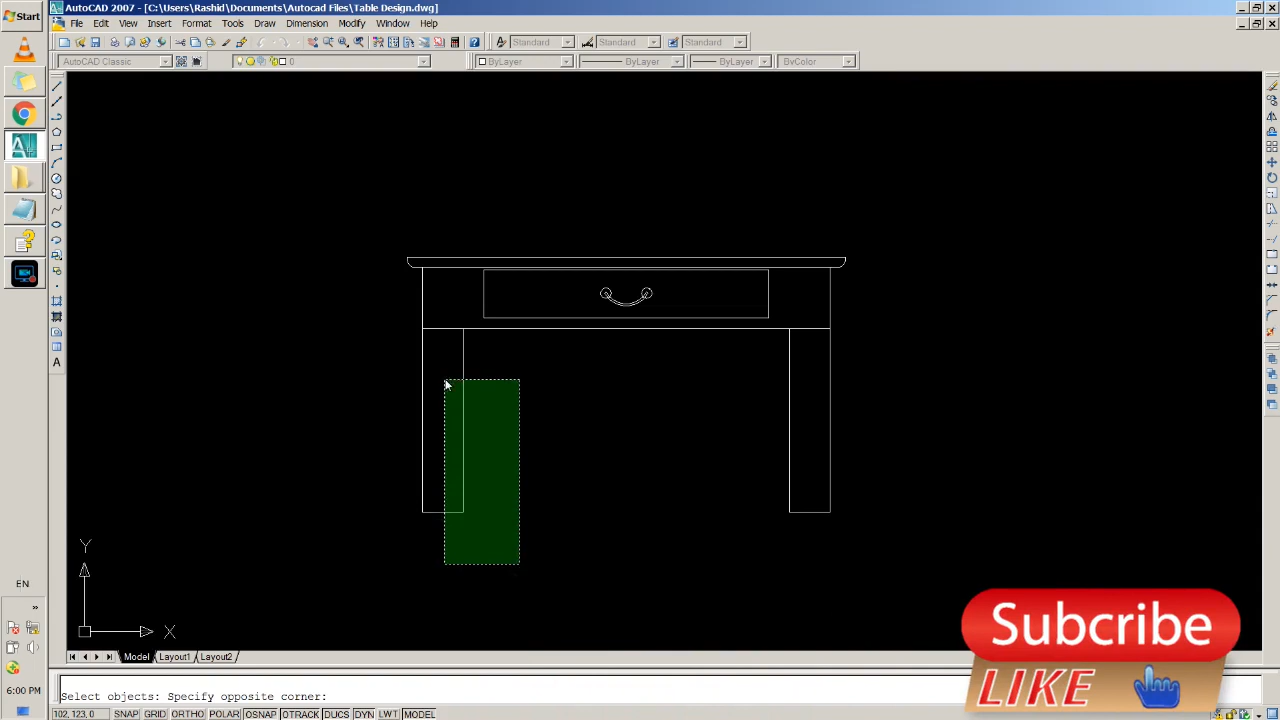 Start
AutoCAD 2007 - [C:\Users\Rashid\Documents\Autocad Files\Table Design.dwg]
File Edit View Insert Format Tools Draw Dimension Modify Window Help
Standard Standard Standard
AutoCAD Classic 0 ByLayer ByLayer ByLayer ByColor
A
Y
X
EN
Model Layout1 Layout2
Subcribe
LIKE
6:00 PM
Select objects: Specify opposite corner:
102, 123, 0 SNAP GRID ORTHO POLAR OSNAP OTRACK DUCS DYN LWT MODEL